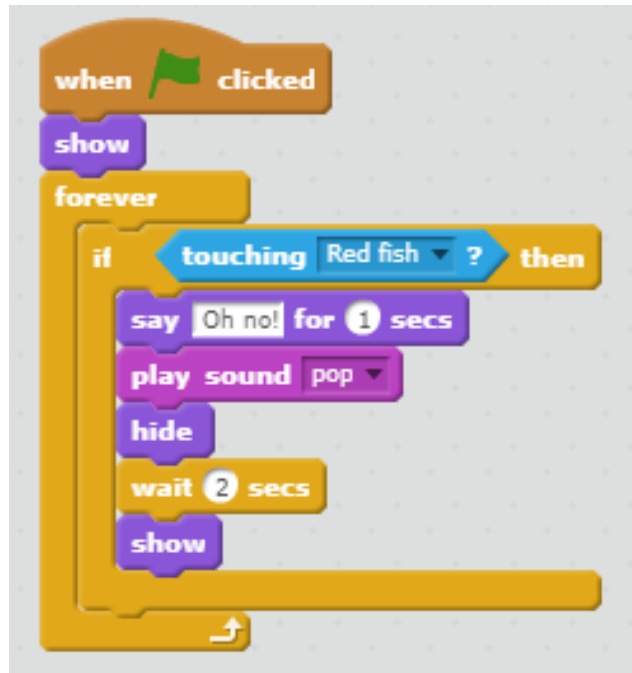 when clicked
show
forever
if touching Red fish ? then
say Oh no! for 1 secs
play sound pop
hide
wait 2 secs
show